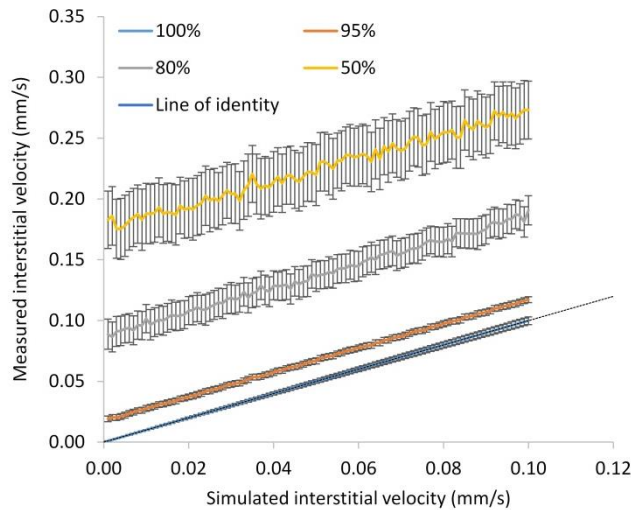 0.35
100% 95%
0.30
80% 50%
Line of identity
0.25
0.20
0.15
0.10
0.05
0.00
0.00 0.02 0.04 0.06 0.08 0.10 0.12
Measured interstitial velocity (mm/s)
Simulated interstitial velocity (mm/s)